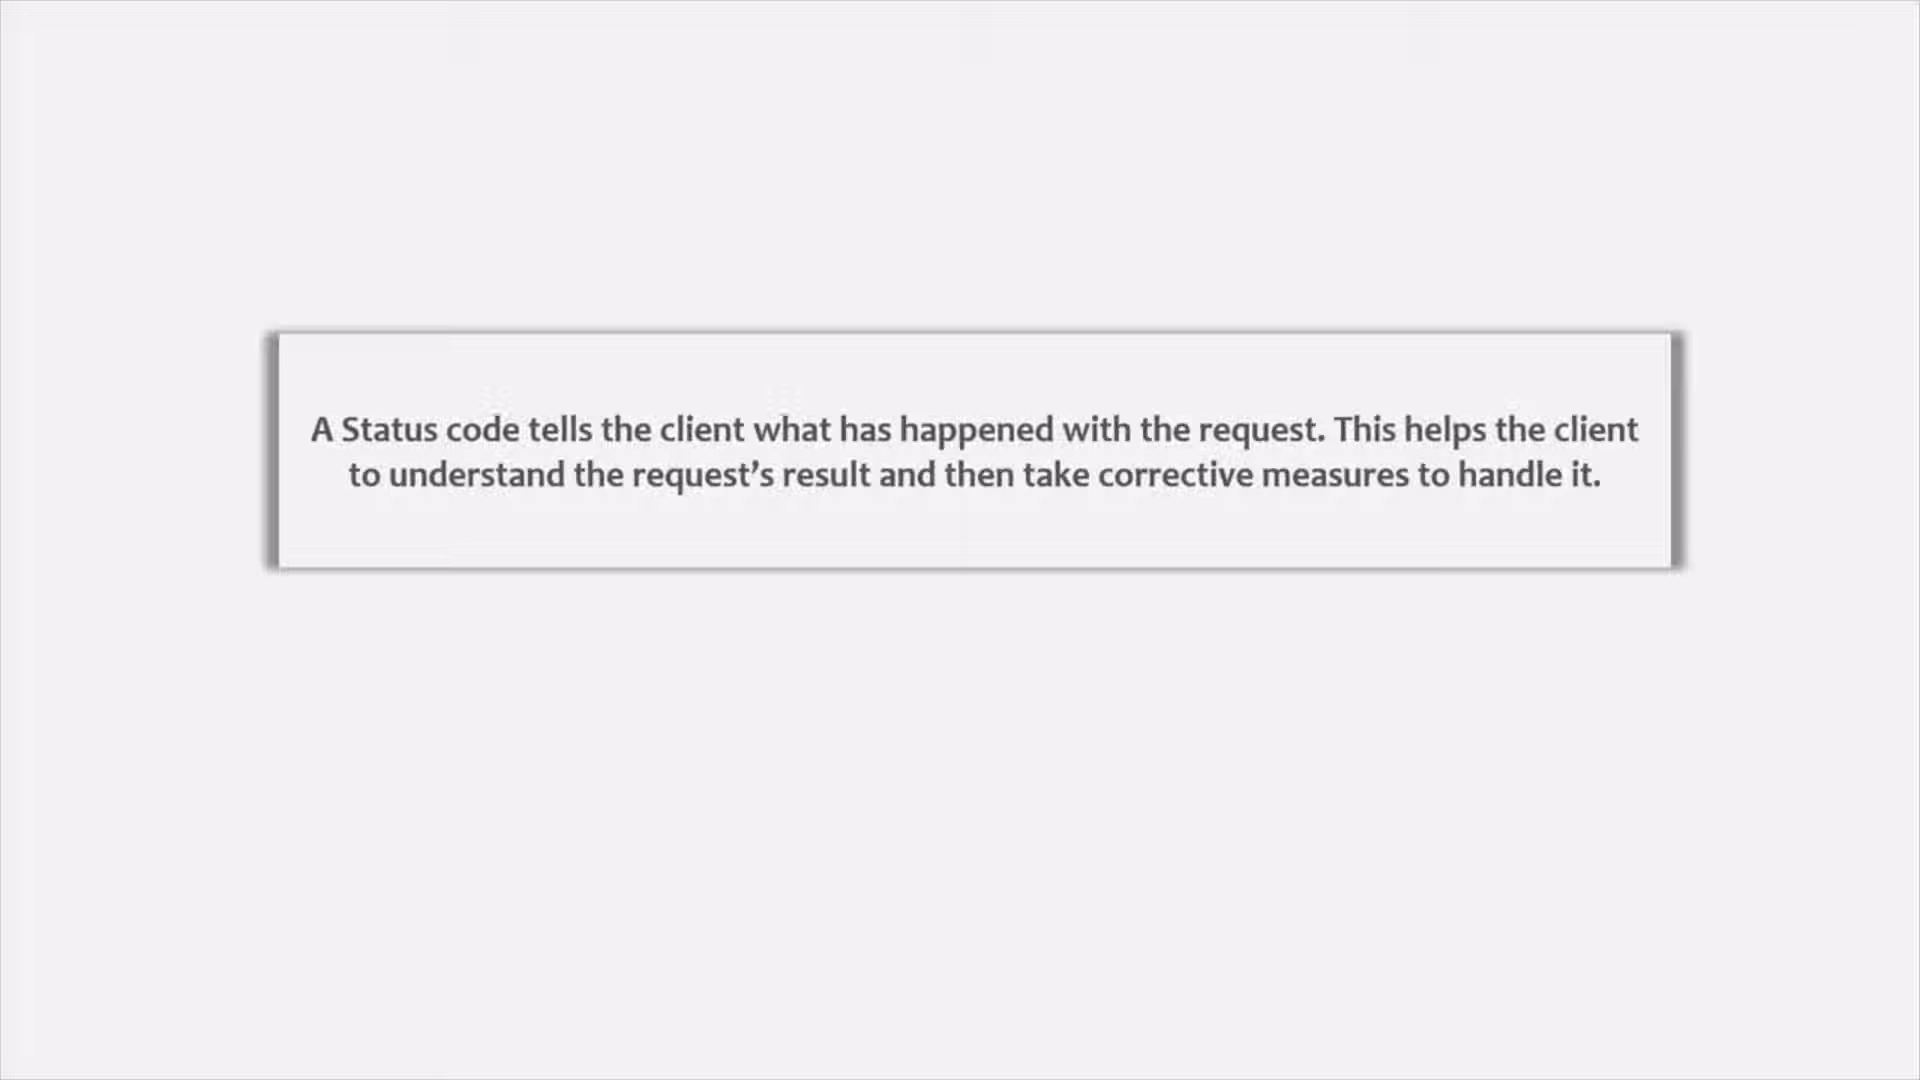 A Status code tells the client what has happened with the request. This helps the client
to understand the request’s result and then take corrective measures to handle it.